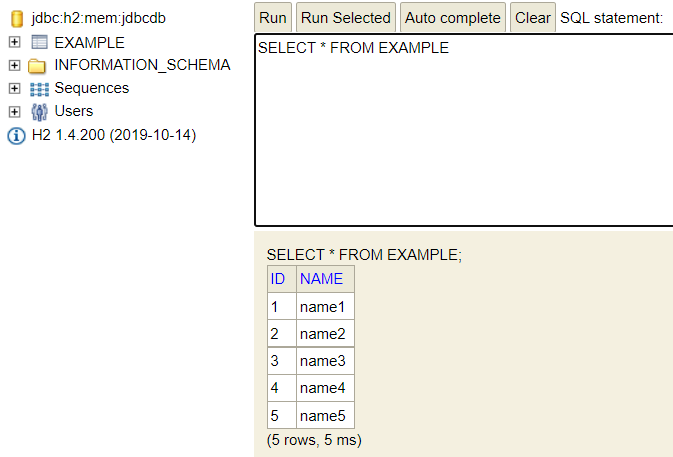 jdbc:h2:mem:jdbcdb
EXAMPLE
INFORMATION_SCHEMA
Sequences
Users
H2 1.4.200 (2019-10-14)
Run Run Selected Auto complete Clear SQL statement:
SELECT * FROM EXAMPLE
SELECT * FROM EXAMPLE;
ID NAME
1 name1
2 name2
3 name3
4 name4
5 name5
(5 rows, 5 ms)